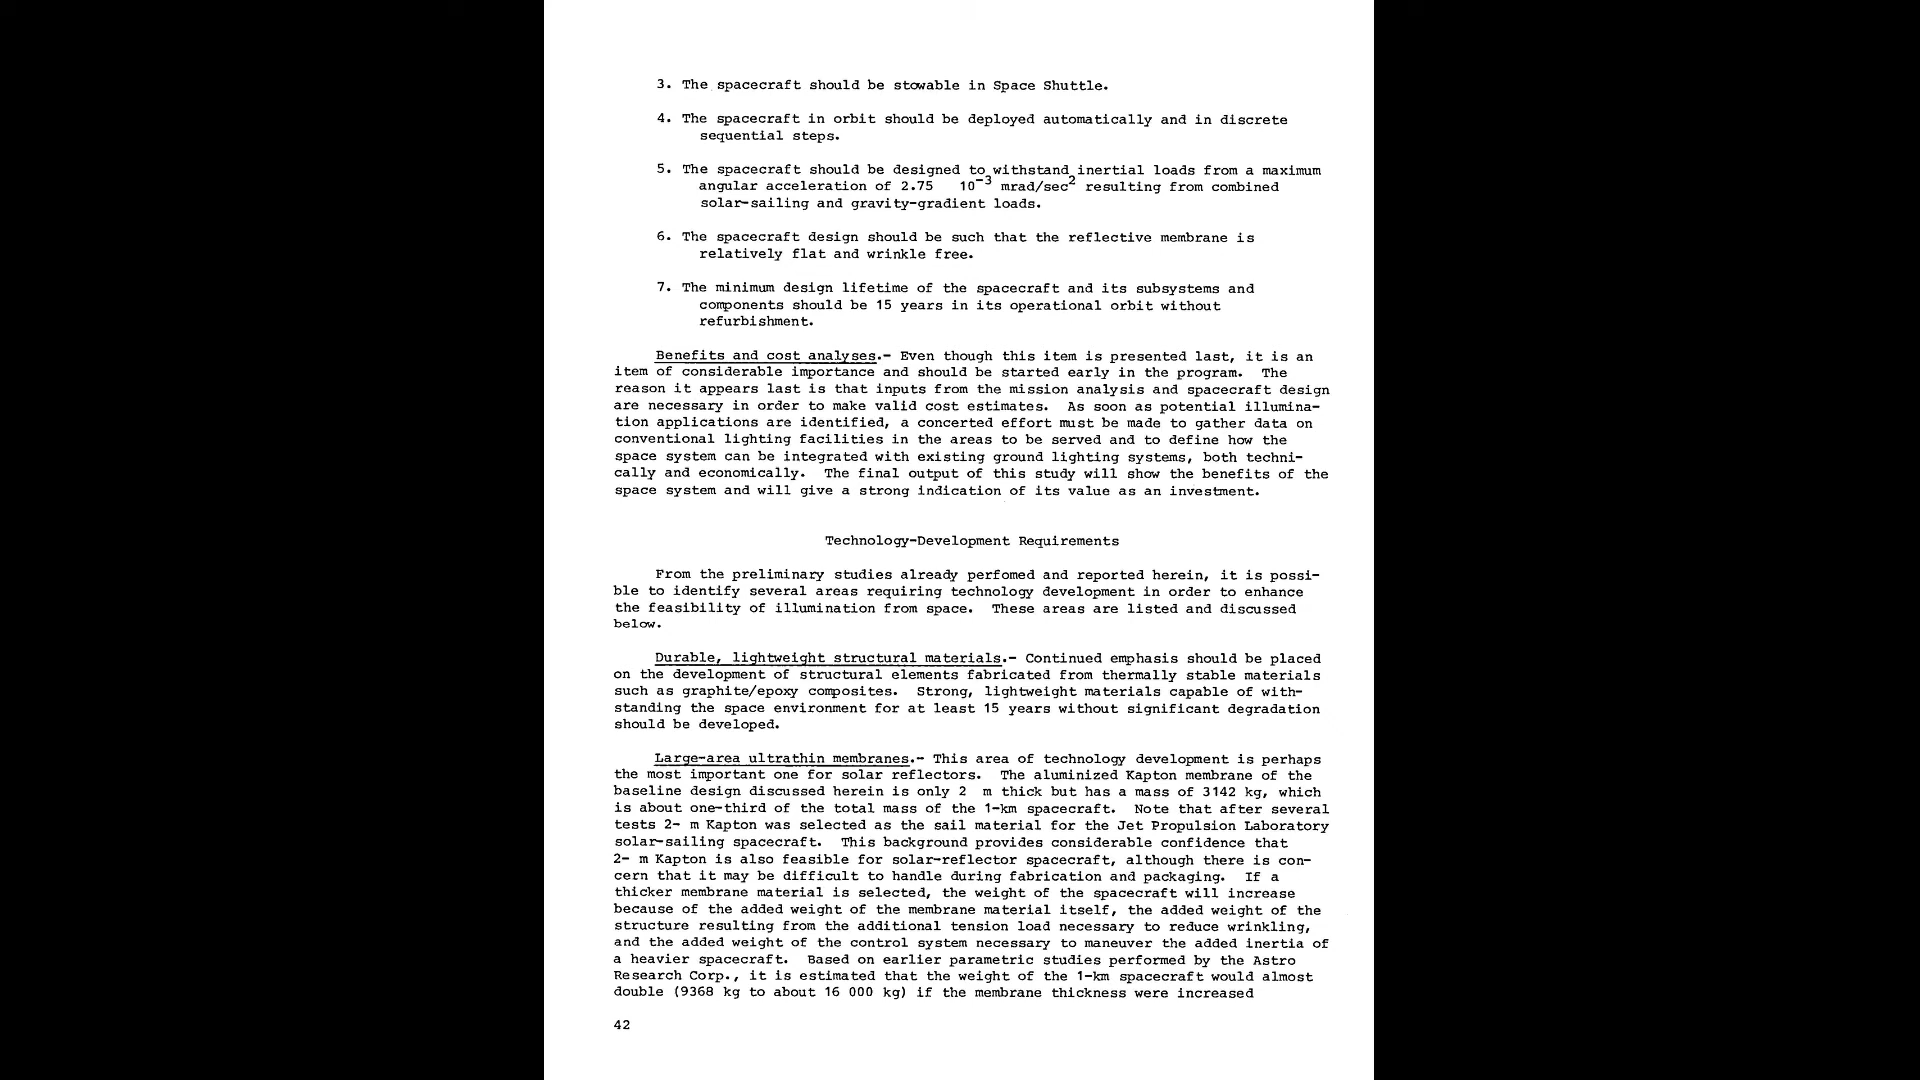 3. The spacecraft should be stowable in Space Shuttle.
4. The spacecraft in orbit should be deployed automatically and in discrete
sequential steps.
5. The spacecraft should be designed to withstand inertial loads from a maximum
angular acceleration of 2.75   10⁻³ mrad/sec² resulting from combined
solar-sailing and gravity-gradient loads.
6. The spacecraft design should be such that the reflective membrane is
relatively flat and wrinkle free.
7. The minimum design lifetime of the spacecraft and its subsystems and
components should be 15 years in its operational orbit without
refurbishment.
Benefits and cost analyses.- Even though this item is presented last, it is an
item of considerable importance and should be started early in the program. The
reason it appears last is that inputs from the mission analysis and spacecraft design
are necessary in order to make valid cost estimates. As soon as potential illumina-
tion applications are identified, a concerted effort must be made to gather data on
conventional lighting facilities in the areas to be served and to define how the
space system can be integrated with existing ground lighting systems, both techni-
cally and economically. The final output of this study will show the benefits of the
space system and will give a strong indication of its value as an investment.
Technology-Development Requirements
From the preliminary studies already perfomed and reported herein, it is possi-
ble to identify several areas requiring technology development in order to enhance
the feasibility of illumination from space. These areas are listed and discussed
below.
Durable, lightweight structural materials.- Continued emphasis should be placed
on the development of structural elements fabricated from thermally stable materials
such as graphite/epoxy composites. Strong, lightweight materials capable of with-
standing the space environment for at least 15 years without significant degradation
should be developed.
Large-area ultrathin membranes.- This area of technology development is perhaps
the most important one for solar reflectors. The aluminized Kapton membrane of the
baseline design discussed herein is only 2  m thick but has a mass of 3142 kg, which
is about one-third of the total mass of the 1-km spacecraft. Note that after several
tests 2- m Kapton was selected as the sail material for the Jet Propulsion Laboratory
solar-sailing spacecraft. This background provides considerable confidence that
2- m Kapton is also feasible for solar-reflector spacecraft, although there is con-
cern that it may be difficult to handle during fabrication and packaging. If a
thicker membrane material is selected, the weight of the spacecraft will increase
because of the added weight of the membrane material itself, the added weight of the
structure resulting from the additional tension load necessary to reduce wrinkling,
and the added weight of the control system necessary to maneuver the added inertia of
a heavier spacecraft. Based on earlier parametric studies performed by the Astro
Research Corp., it is estimated that the weight of the 1-km spacecraft would almost
double (9368 kg to about 16 000 kg) if the membrane thickness were increased
42